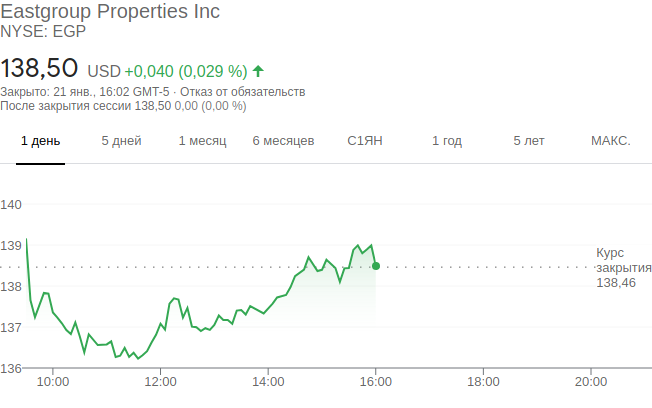 Eastgroup Properties Inc
NYSE: EGP
138,50 USD +0,040 (0,029 %)
Закрыто: 21 янв., 16:02 GMT-5 · Отказ от обязательств
После закрытия сессии 138,50 0,00 (0,00 %)
1 день 5 дней 1 месяц 6 месяцев С1ЯН 1 год 5 лет МАКС.
140
139
Курс
закрытия
138,46
138
137
136
10:00 12:00 14:00 16:00 18:00 20:00